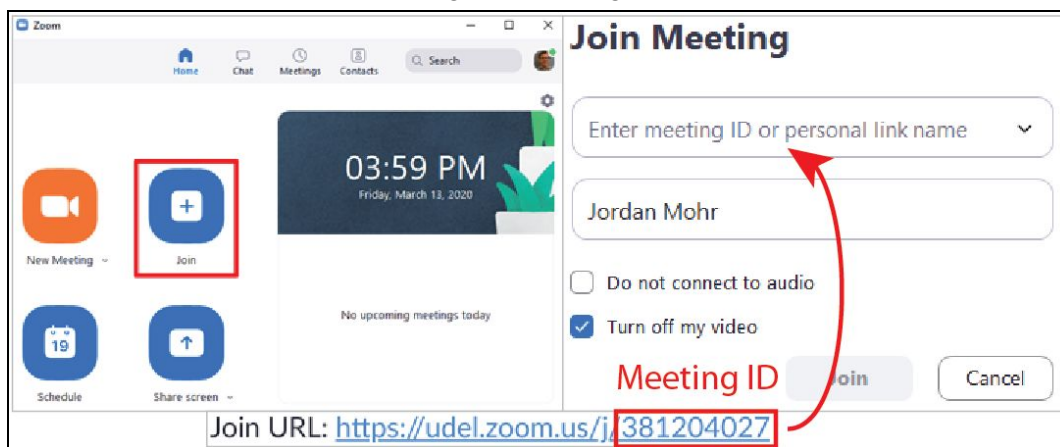 Zoom
Home Chat Meetings Contacts Search
03:59 PM
Friday, March 13, 2020
New Meeting
Join
No upcoming meetings today
19
Schedule
Share screen
Join Meeting
Enter meeting ID or personal link name
Jordan Mohr
Do not connect to audio
Turn off my video
Meeting ID
Join
Cancel
Join URL: https://udel.zoom.us/j/381204027